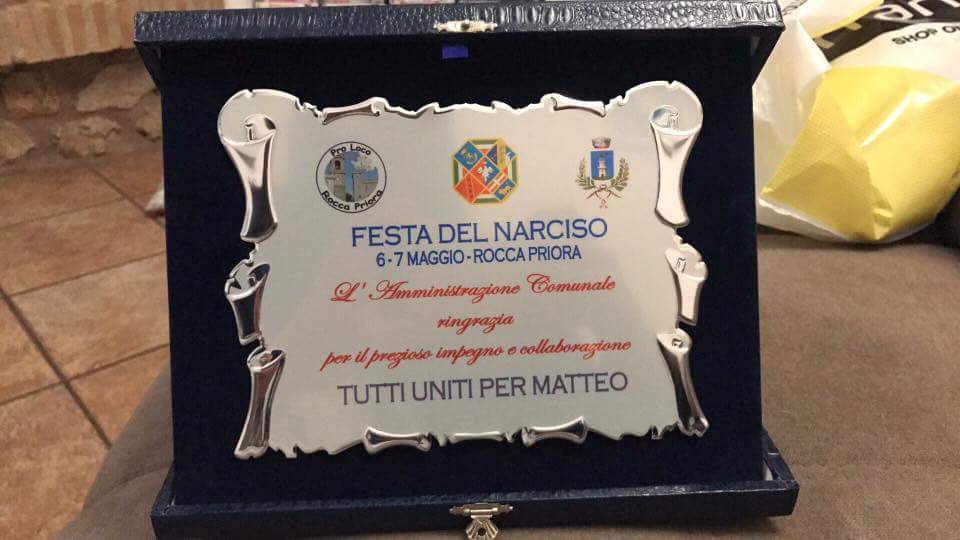 Pro Loco
Rocca Priora
FESTA DEL NARCISO
6-7 MAGGIO - ROCCA PRIORA
L' Amministrazione Comunale
ringrazia
per il prezioso impegno e collaborazione
TUTTI UNITI PER MATTEO
SHOP